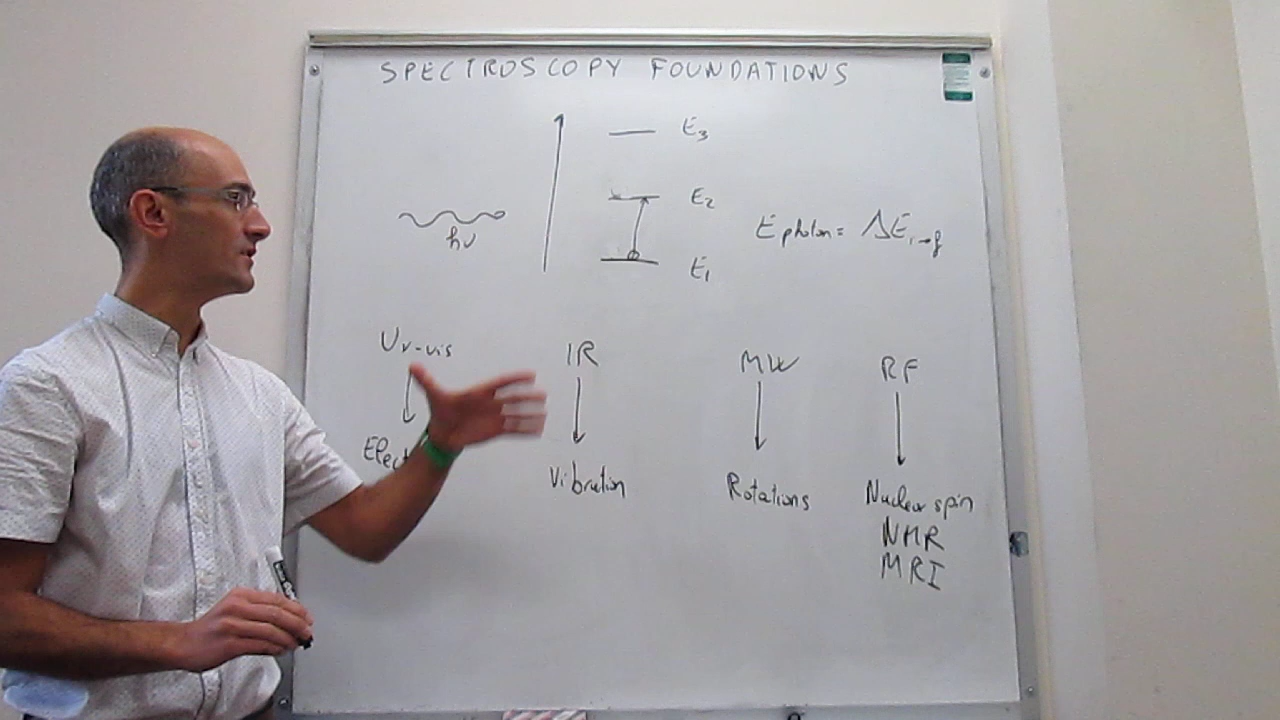 SPECTROSCOPY FOUNDATIONS
E3
hν
E2
E photon = ΔE i→f
E1
UV-vis IR MW RF
Elect
Vibration Rotations Nuclear spin
NMR
MRI